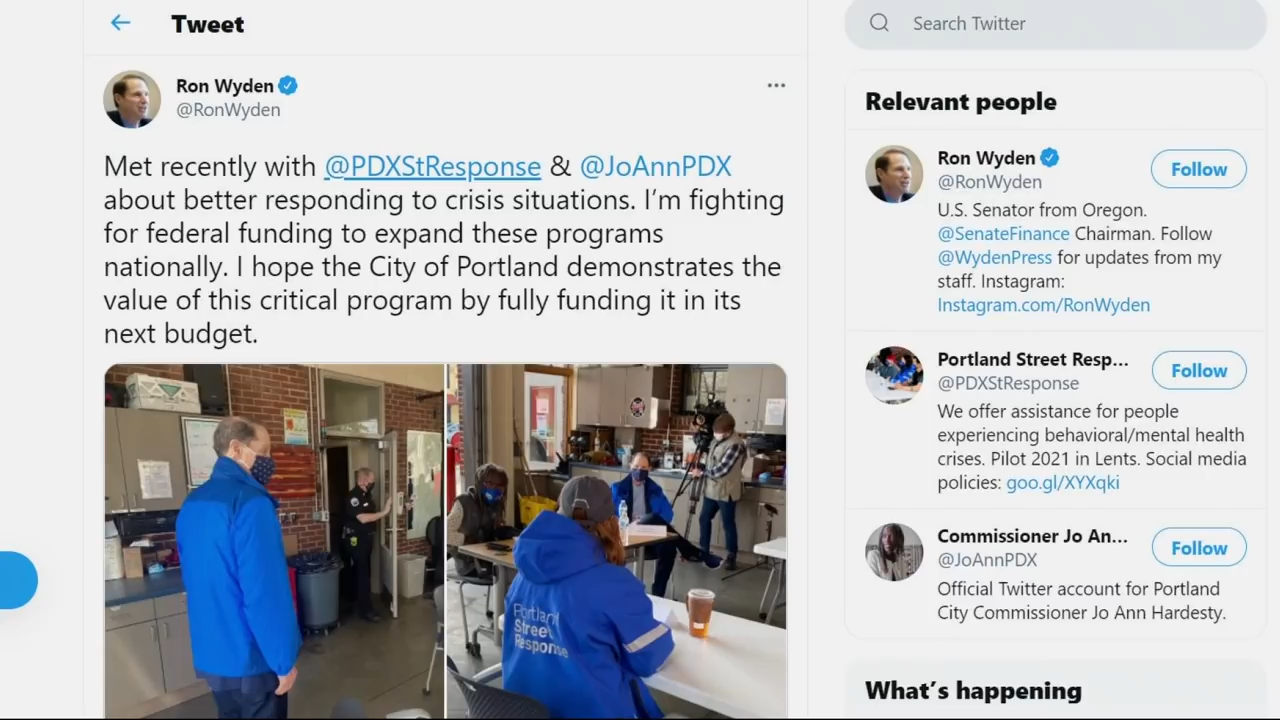 Tweet
Ron Wyden
@RonWyden
Met recently with @PDXStResponse & @JoAnnPDX
about better responding to crisis situations. I’m fighting
for federal funding to expand these programs
nationally. I hope the City of Portland demonstrates the
value of this critical program by fully funding it in its
next budget.
Portland
Street
Response
Search Twitter
Relevant people
Ron Wyden
@RonWyden
Follow
U.S. Senator from Oregon.
@SenateFinance Chairman. Follow
@WydenPress for updates from my
staff. Instagram:
Instagram.com/RonWyden
Portland Street Resp...
@PDXStResponse
Follow
We offer assistance for people
experiencing behavioral/mental health
crises. Pilot 2021 in Lents. Social media
policies: goo.gl/XYXqki
Commissioner Jo An...
@JoAnnPDX
Follow
Official Twitter account for Portland
City Commissioner Jo Ann Hardesty.
What’s happening